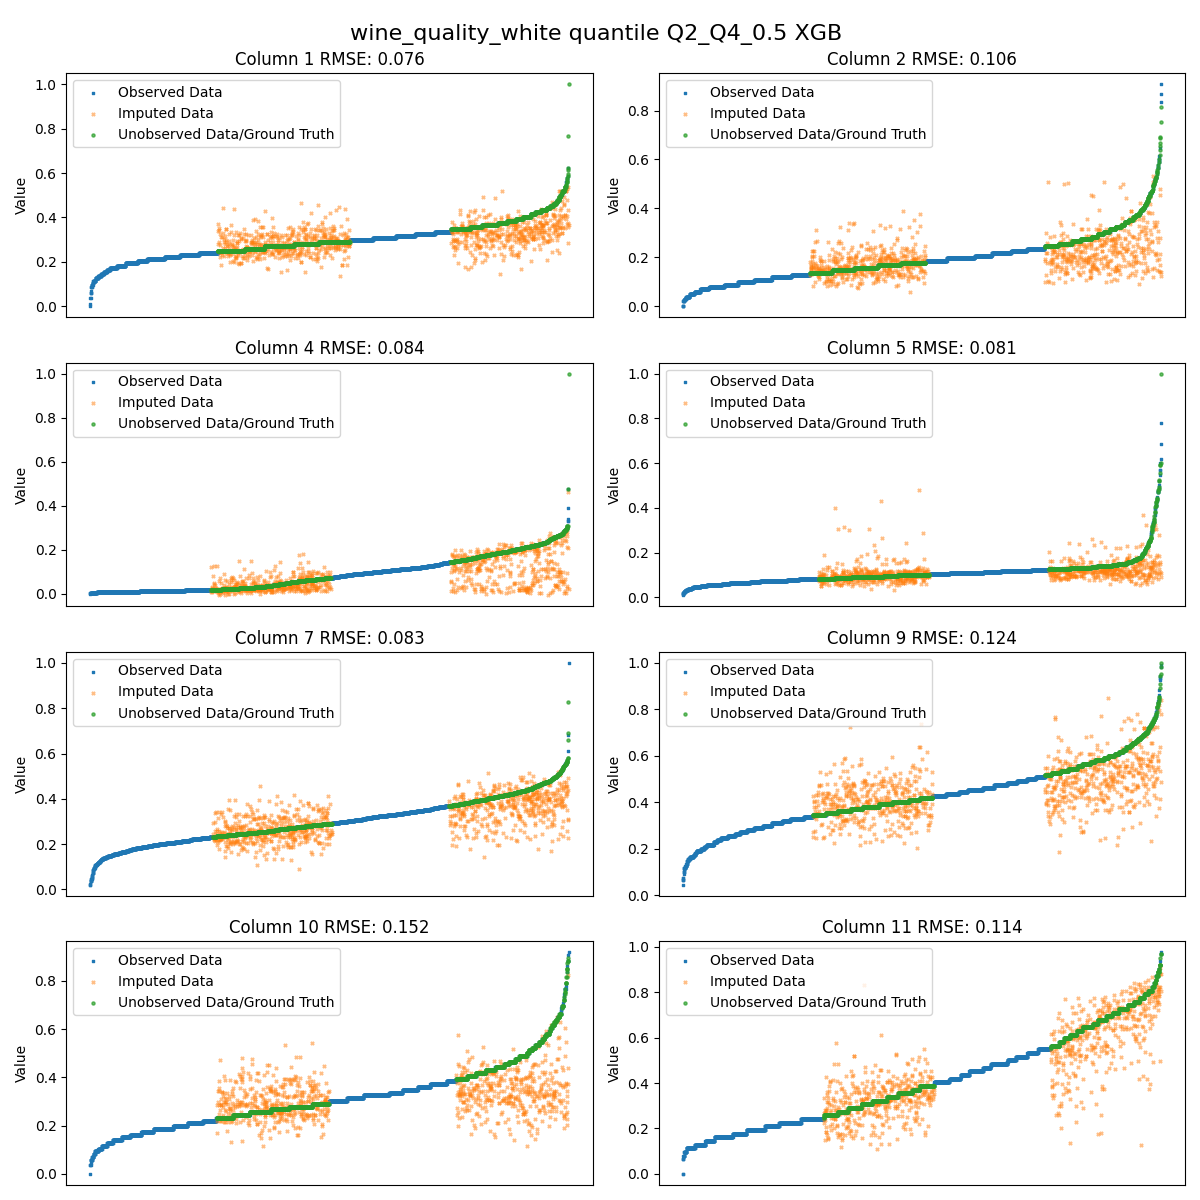 wine_quality_white quantile Q2_Q4_0.5 XGB
Column 1 RMSE: 0.076
Value
1.0
0.8
0.6
0.4
0.2
0.0
Observed Data
Imputed Data
Unobserved Data/Ground Truth
Column 2 RMSE: 0.106
Value
0.8
0.6
0.4
0.2
0.0
Observed Data
Imputed Data
Unobserved Data/Ground Truth
Column 4 RMSE: 0.084
Value
1.0
0.8
0.6
0.4
0.2
0.0
Observed Data
Imputed Data
Unobserved Data/Ground Truth
Column 5 RMSE: 0.081
Value
1.0
0.8
0.6
0.4
0.2
0.0
Observed Data
Imputed Data
Unobserved Data/Ground Truth
Column 7 RMSE: 0.083
Value
1.0
0.8
0.6
0.4
0.2
0.0
Observed Data
Imputed Data
Unobserved Data/Ground Truth
Column 9 RMSE: 0.124
Value
1.0
0.8
0.6
0.4
0.2
0.0
Observed Data
Imputed Data
Unobserved Data/Ground Truth
Column 10 RMSE: 0.152
Value
0.8
0.6
0.4
0.2
0.0
Observed Data
Imputed Data
Unobserved Data/Ground Truth
Column 11 RMSE: 0.114
Value
1.0
0.8
0.6
0.4
0.2
0.0
Observed Data
Imputed Data
Unobserved Data/Ground Truth